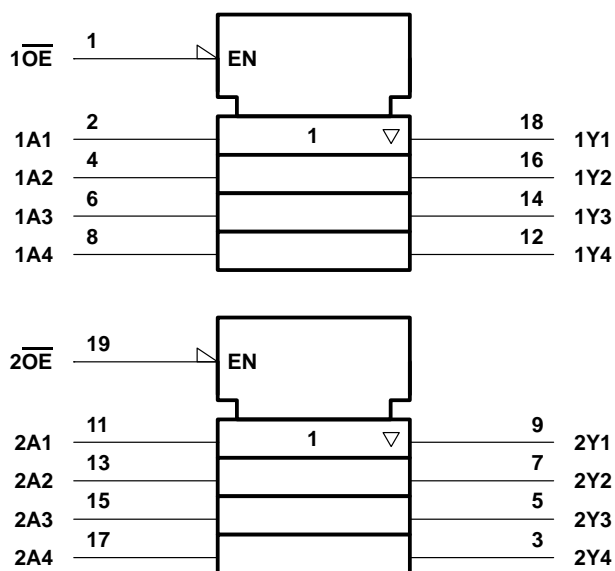 1O̅E̅ 1 EN
1A1 2 1 ▽ 18 1Y1
1A2 4 16 1Y2
1A3 6 14 1Y3
1A4 8 12 1Y4
2O̅E̅ 19 EN
2A1 11 1 ▽ 9 2Y1
2A2 13 7 2Y2
2A3 15 5 2Y3
2A4 17 3 2Y4